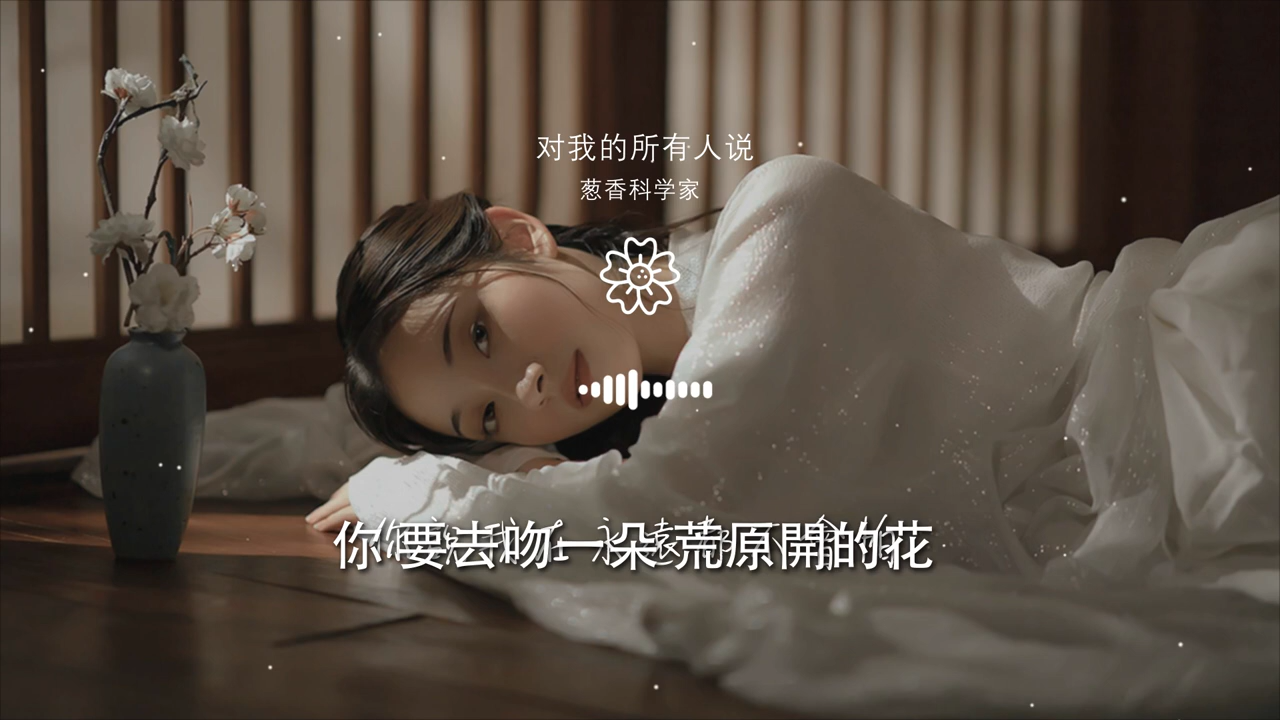 对我的所有人说
葱香科学家
你要去吻一朵荒原開的花